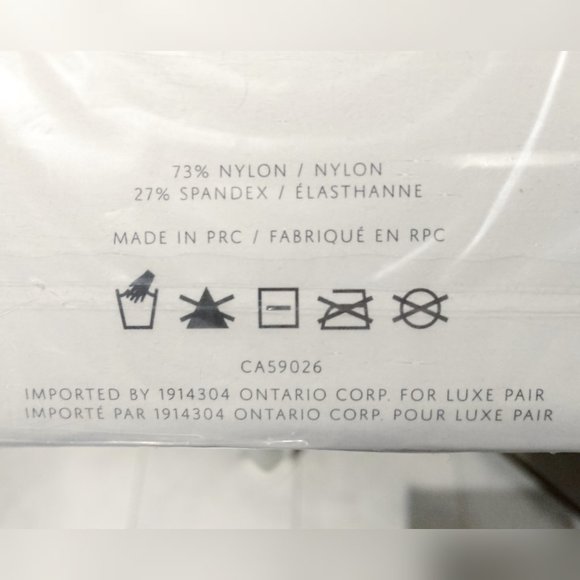 73% NYLON / NYLON
27% SPANDEX / ÉLASTHANNE
MADE IN PRC / FABRIQUÉ EN RPC
CA59026
IMPORTED BY 1914304 ONTARIO CORP. FOR LUXE PAIR
IMPORTÉ PAR 1914304 ONTARIO CORP. POUR LUXE PAIR